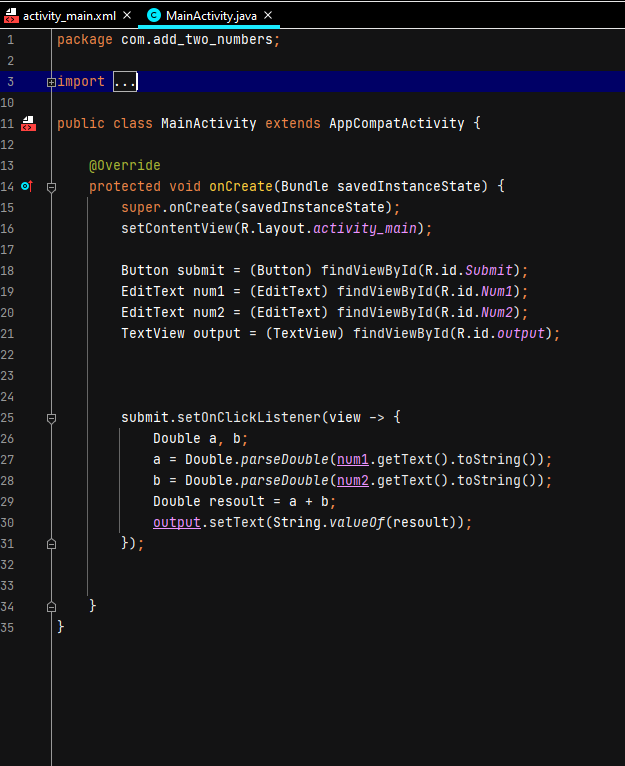 activity_main.xml × MainActivity.java ×
1 package com.add_two_numbers;
2
3 import ...
10
11 public class MainActivity extends AppCompatActivity {
12
13 @Override
14 protected void onCreate(Bundle savedInstanceState) {
15 super.onCreate(savedInstanceState);
16 setContentView(R.layout.activity_main);
17
18 Button submit = (Button) findViewById(R.id.Submit);
19 EditText num1 = (EditText) findViewById(R.id.Num1);
20 EditText num2 = (EditText) findViewById(R.id.Num2);
21 TextView output = (TextView) findViewById(R.id.output);
22
23
24
25 submit.setOnClickListener(view -> {
26 Double a, b;
27 a = Double.parseDouble(num1.getText().toString());
28 b = Double.parseDouble(num2.getText().toString());
29 Double resoult = a + b;
30 output.setText(String.valueOf(resoult));
31 });
32
33
34 }
35 }